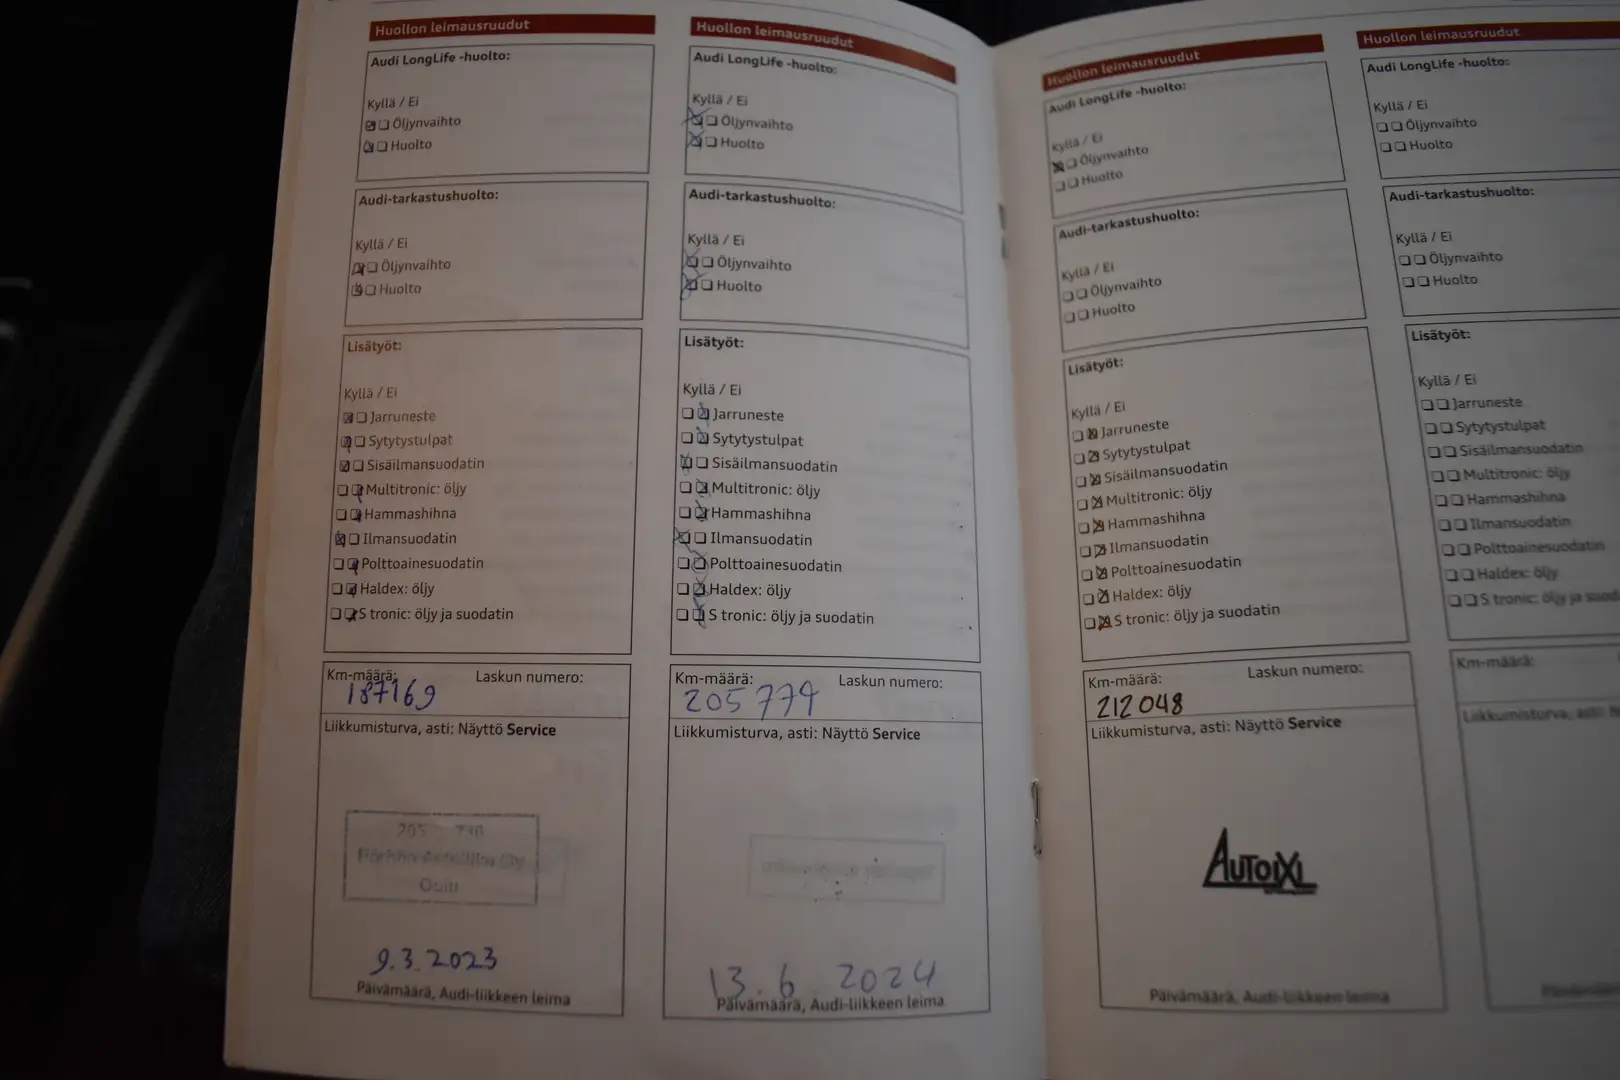 Huollon leimausruudut
Audi LongLife -huolto:
Kyllä / Ei
Öljynvaihto
Huolto
Audi-tarkastushuolto:
Kyllä / Ei
Öljynvaihto
Huolto
Lisätyöt:
Kyllä / Ei
Jarruneste
Sytytystulpat
Sisäilmansuodatin
Multitronic: öljy
Hammashihna
Ilmansuodatin
Polttoainesuodatin
Haldex: öljy
S tronic: öljy ja suodatin
Km-määrä: Laskun numero:
187169
Liikkumisturva, asti: Näyttö Service
Oulu
9.3.2023
Päivämäärä, Audi-liikkeen leima
Huollon leimausruudut
Audi LongLife -huolto:
Kyllä / Ei
Öljynvaihto
Huolto
Audi-tarkastushuolto:
Kyllä / Ei
Öljynvaihto
Huolto
Lisätyöt:
Kyllä / Ei
Jarruneste
Sytytystulpat
Sisäilmansuodatin
Multitronic: öljy
Hammashihna
Ilmansuodatin
Polttoainesuodatin
Haldex: öljy
S tronic: öljy ja suodatin
Km-määrä: Laskun numero:
205779
Liikkumisturva, asti: Näyttö Service
13.6.2024
Päivämäärä, Audi-liikkeen leima
Huollon leimausruudut
Audi LongLife -huolto:
Kyllä / Ei
Öljynvaihto
Huolto
Audi-tarkastushuolto:
Kyllä / Ei
Öljynvaihto
Huolto
Lisätyöt:
Kyllä / Ei
Jarruneste
Sytytystulpat
Sisäilmansuodatin
Multitronic: öljy
Hammashihna
Ilmansuodatin
Polttoainesuodatin
Haldex: öljy
S tronic: öljy ja suodatin
Km-määrä: Laskun numero:
212048
Liikkumisturva, asti: Näyttö Service
AUTOIXI
Päivämäärä, Audi-liikkeen leima
Huollon leimausruudut
Audi LongLife -huolto:
Kyllä / Ei
Öljynvaihto
Huolto
Audi-tarkastushuolto:
Kyllä / Ei
Öljynvaihto
Huolto
Lisätyöt:
Kyllä / Ei
Jarruneste
Sytytystulpat
Sisäilmansuodatin
Multitronic: öljy
Hammashihna
Ilmansuodatin
Polttoainesuodatin
Haldex: öljy
S tronic: öljy ja
Km-määrä:
Liikkumisturva, asti: